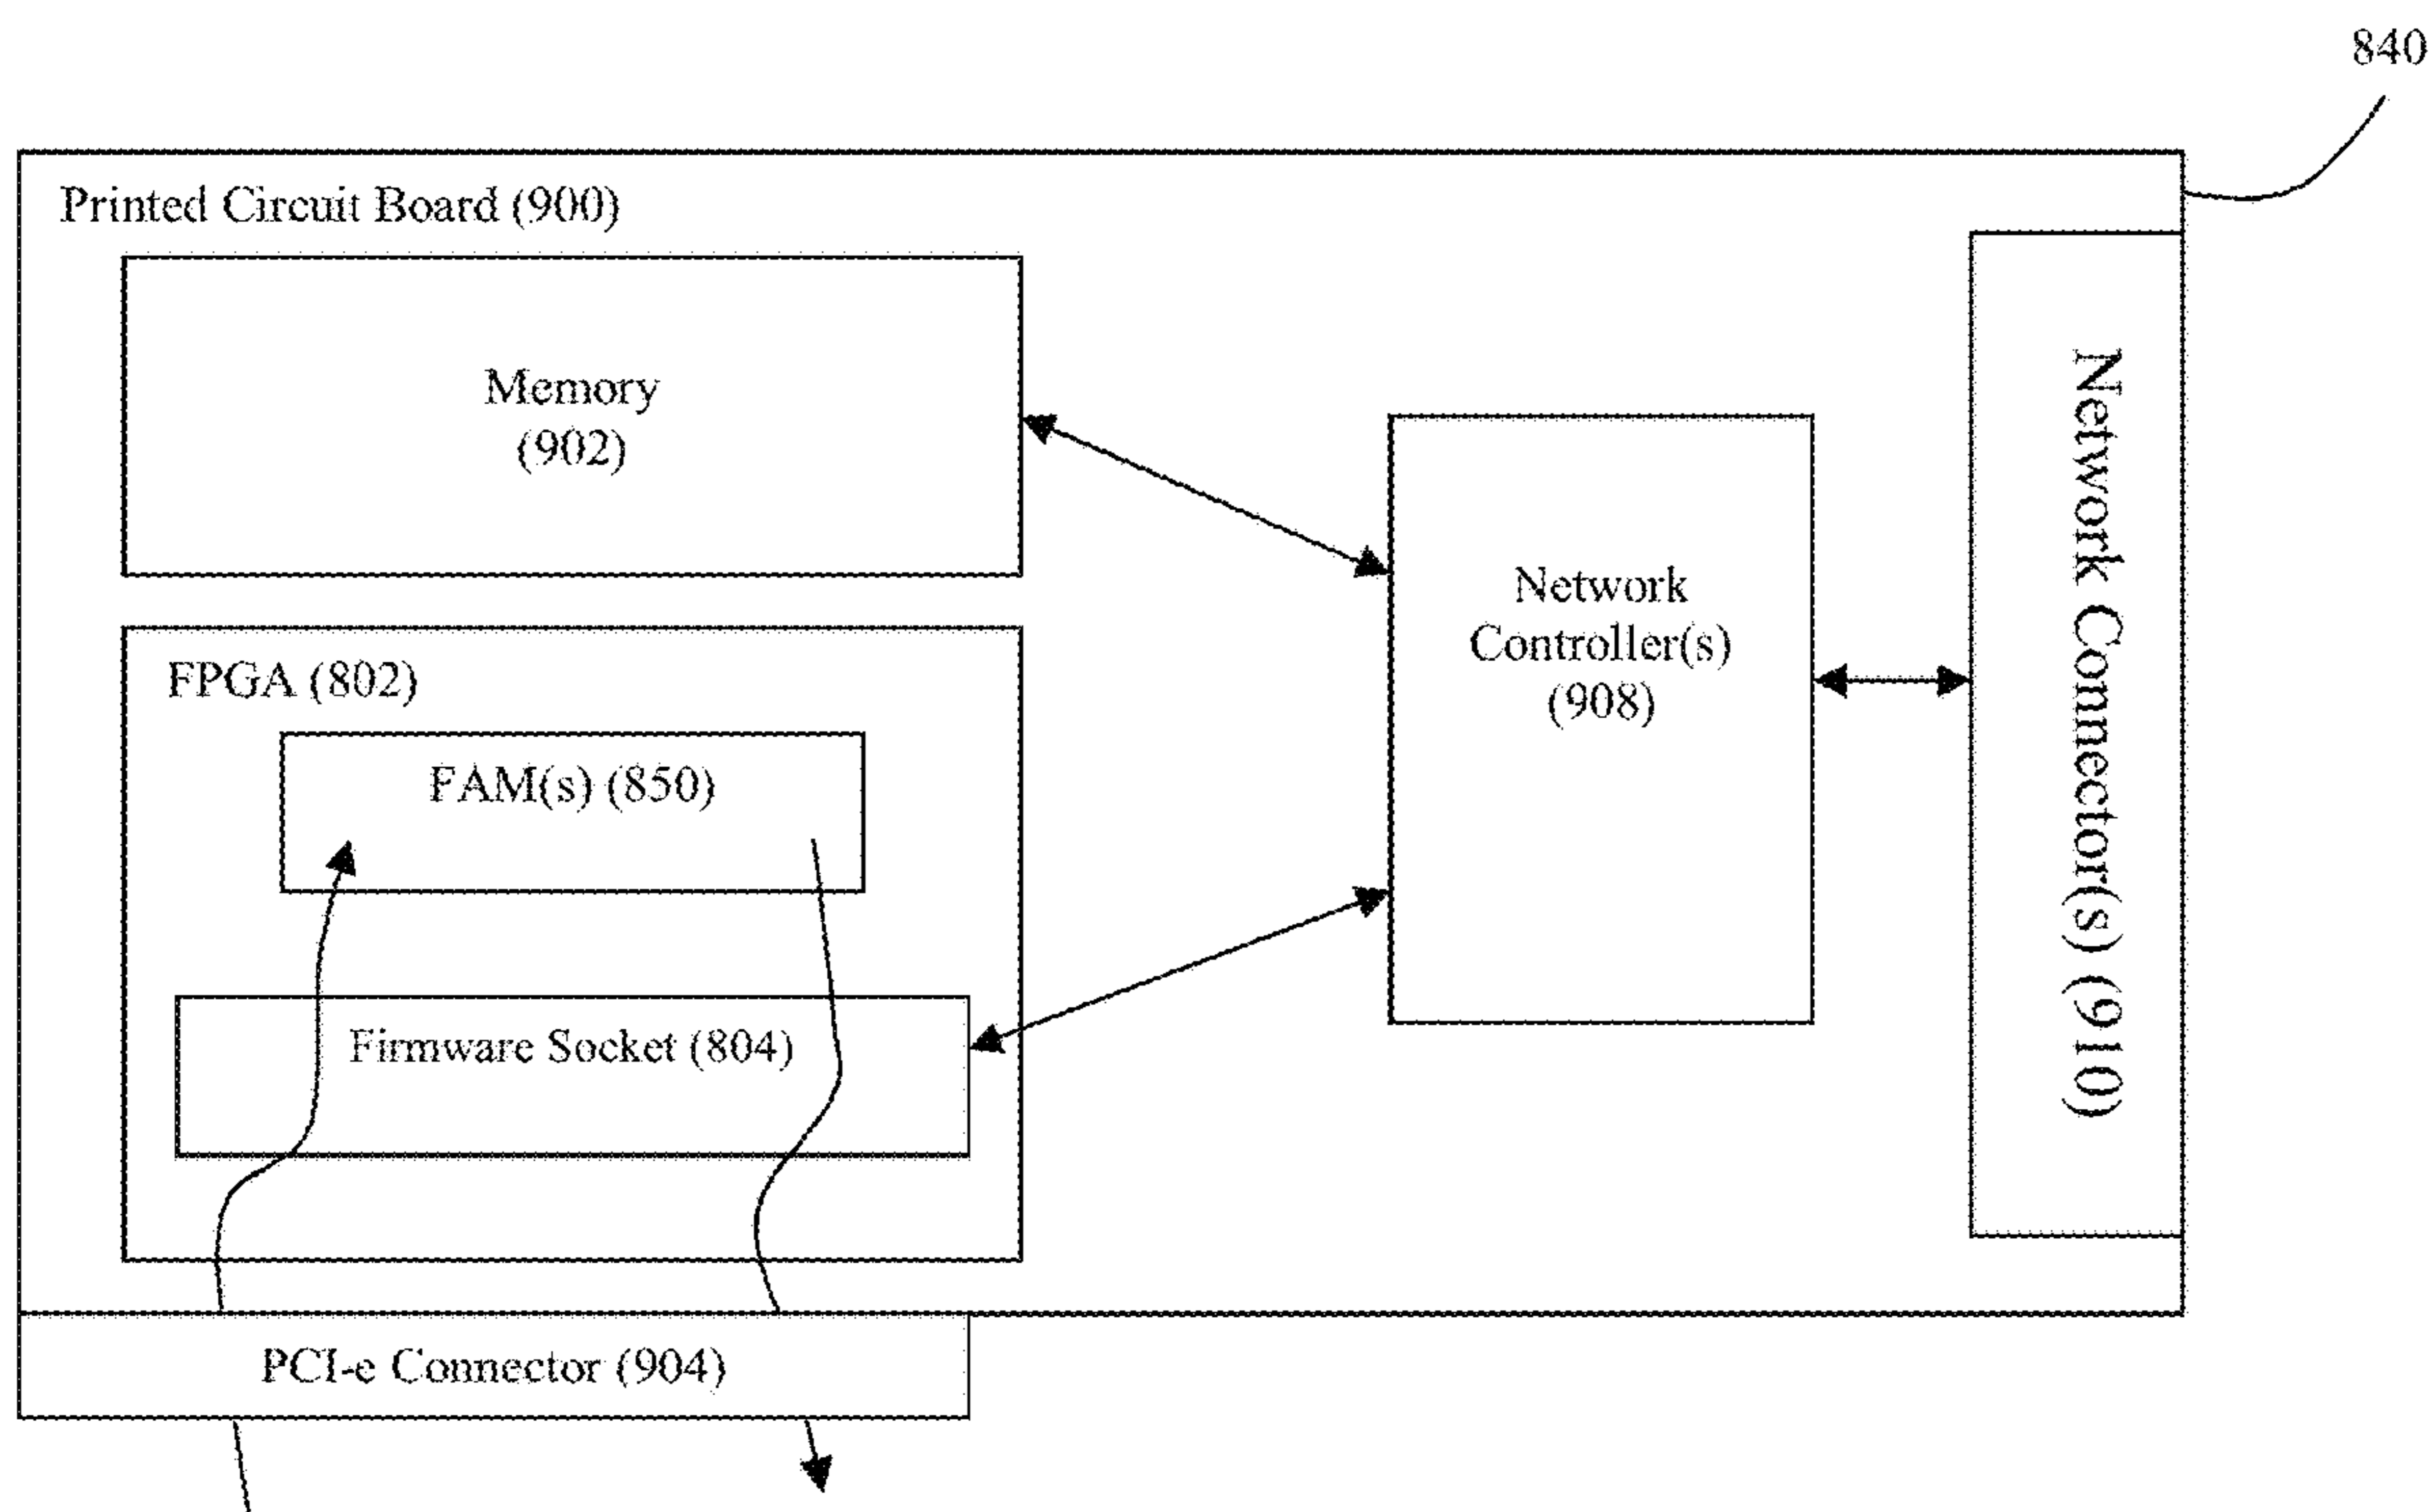 840
Printed Circuit Board (900)
Memory
(902)
Network
Controller(s)
(908)
Network Connector(s) (910)
FPGA (802)
FAM(s) (850)
Firmware Socket (804)
PCI-e Connector (904)